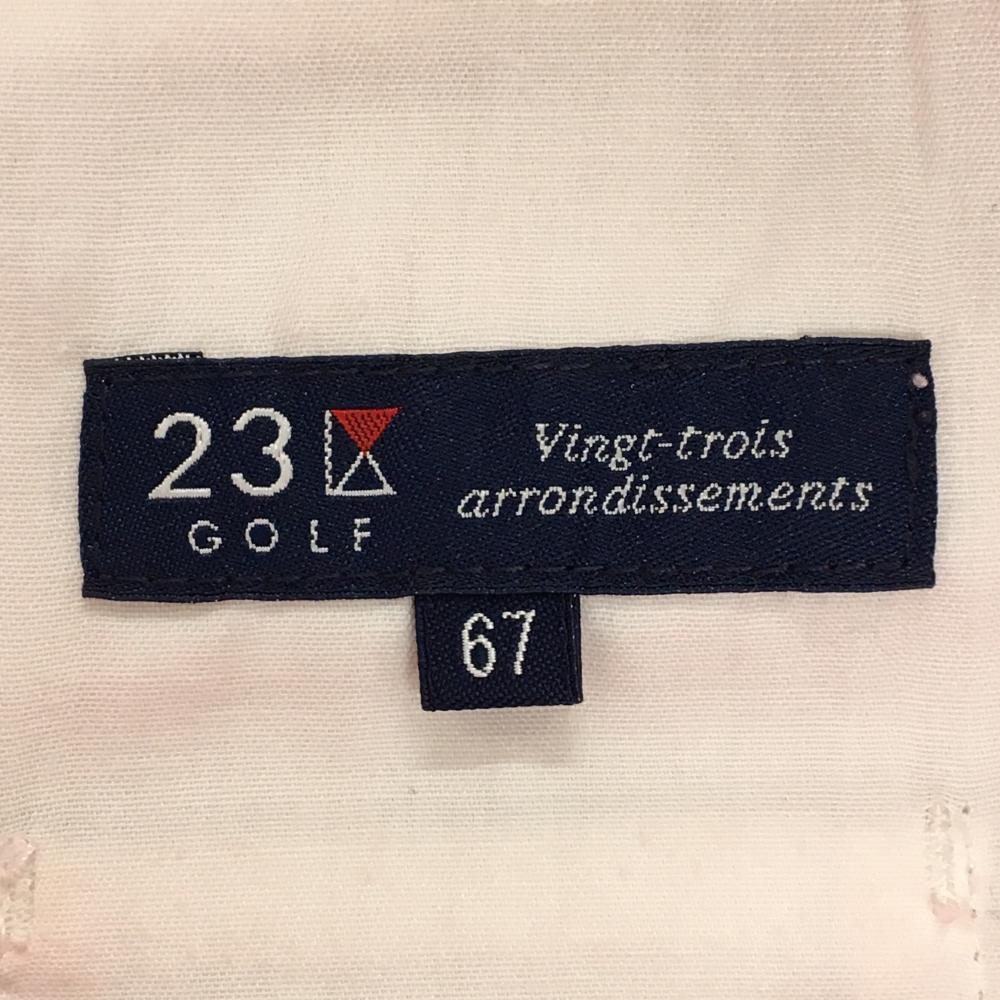 23
GOLF
Vingt-trois
arrondissements
67